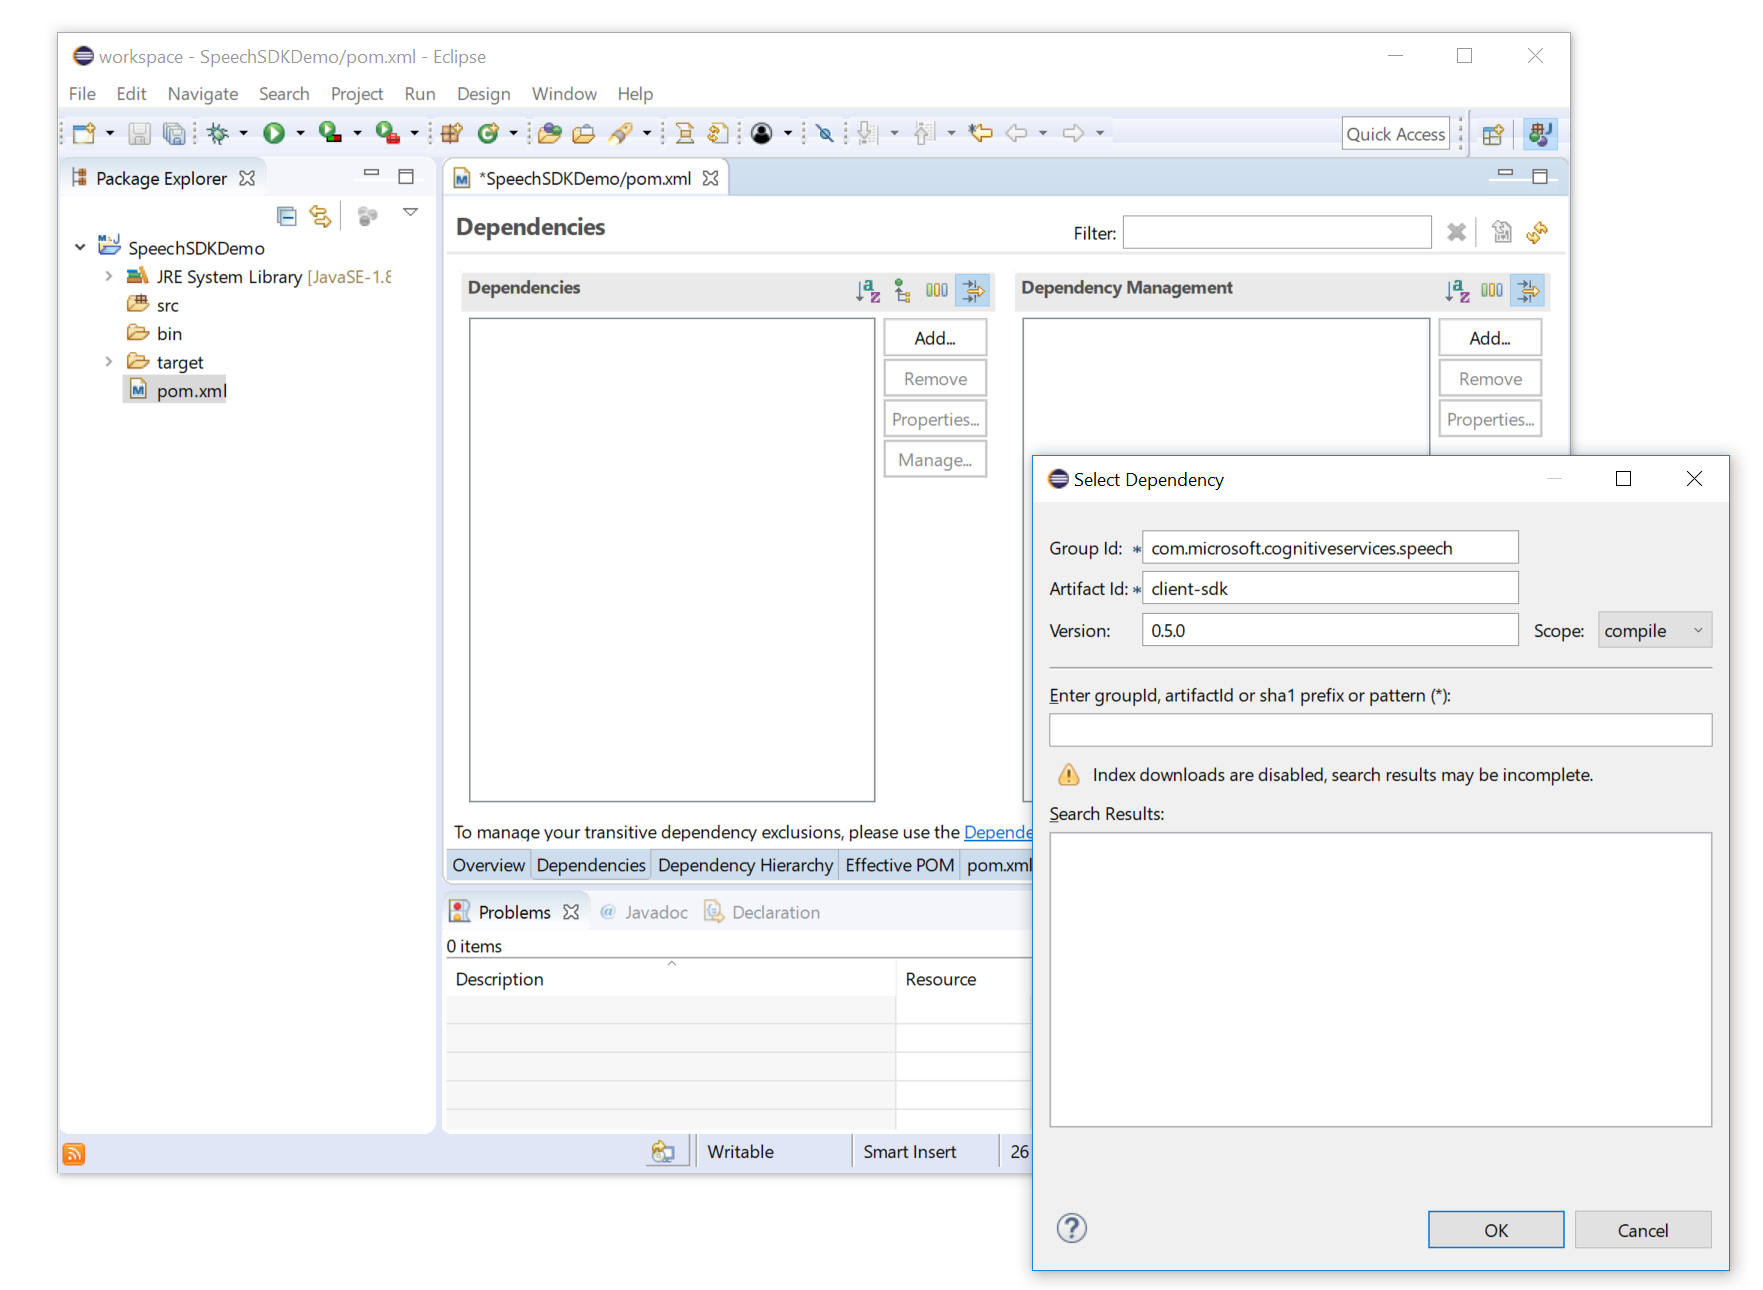 workspace - SpeechSDKDemo/pom.xml - Eclipse
File Edit Navigate Search Project Run Design Window Help
Quick Access
Package Explorer
SpeechSDKDemo
JRE System Library [JavaSE-1.8
src
bin
target
pom.xml
*SpeechSDKDemo/pom.xml
Dependencies
Filter:
Dependencies
Add...
Remove
Properties...
Manage...
Dependency Management
Add...
Remove
Properties...
To manage your transitive dependency exclusions, please use the Depende
Overview Dependencies Dependency Hierarchy Effective POM pom.xml
Problems @ Javadoc Declaration
0 items
Description Resource
Writable Smart Insert 26
Select Dependency
Group Id: * com.microsoft.cognitiveservices.speech
Artifact Id: * client-sdk
Version: 0.5.0 Scope: compile
Enter groupId, artifactId or sha1 prefix or pattern (*):
Index downloads are disabled, search results may be incomplete.
Search Results:
OK Cancel